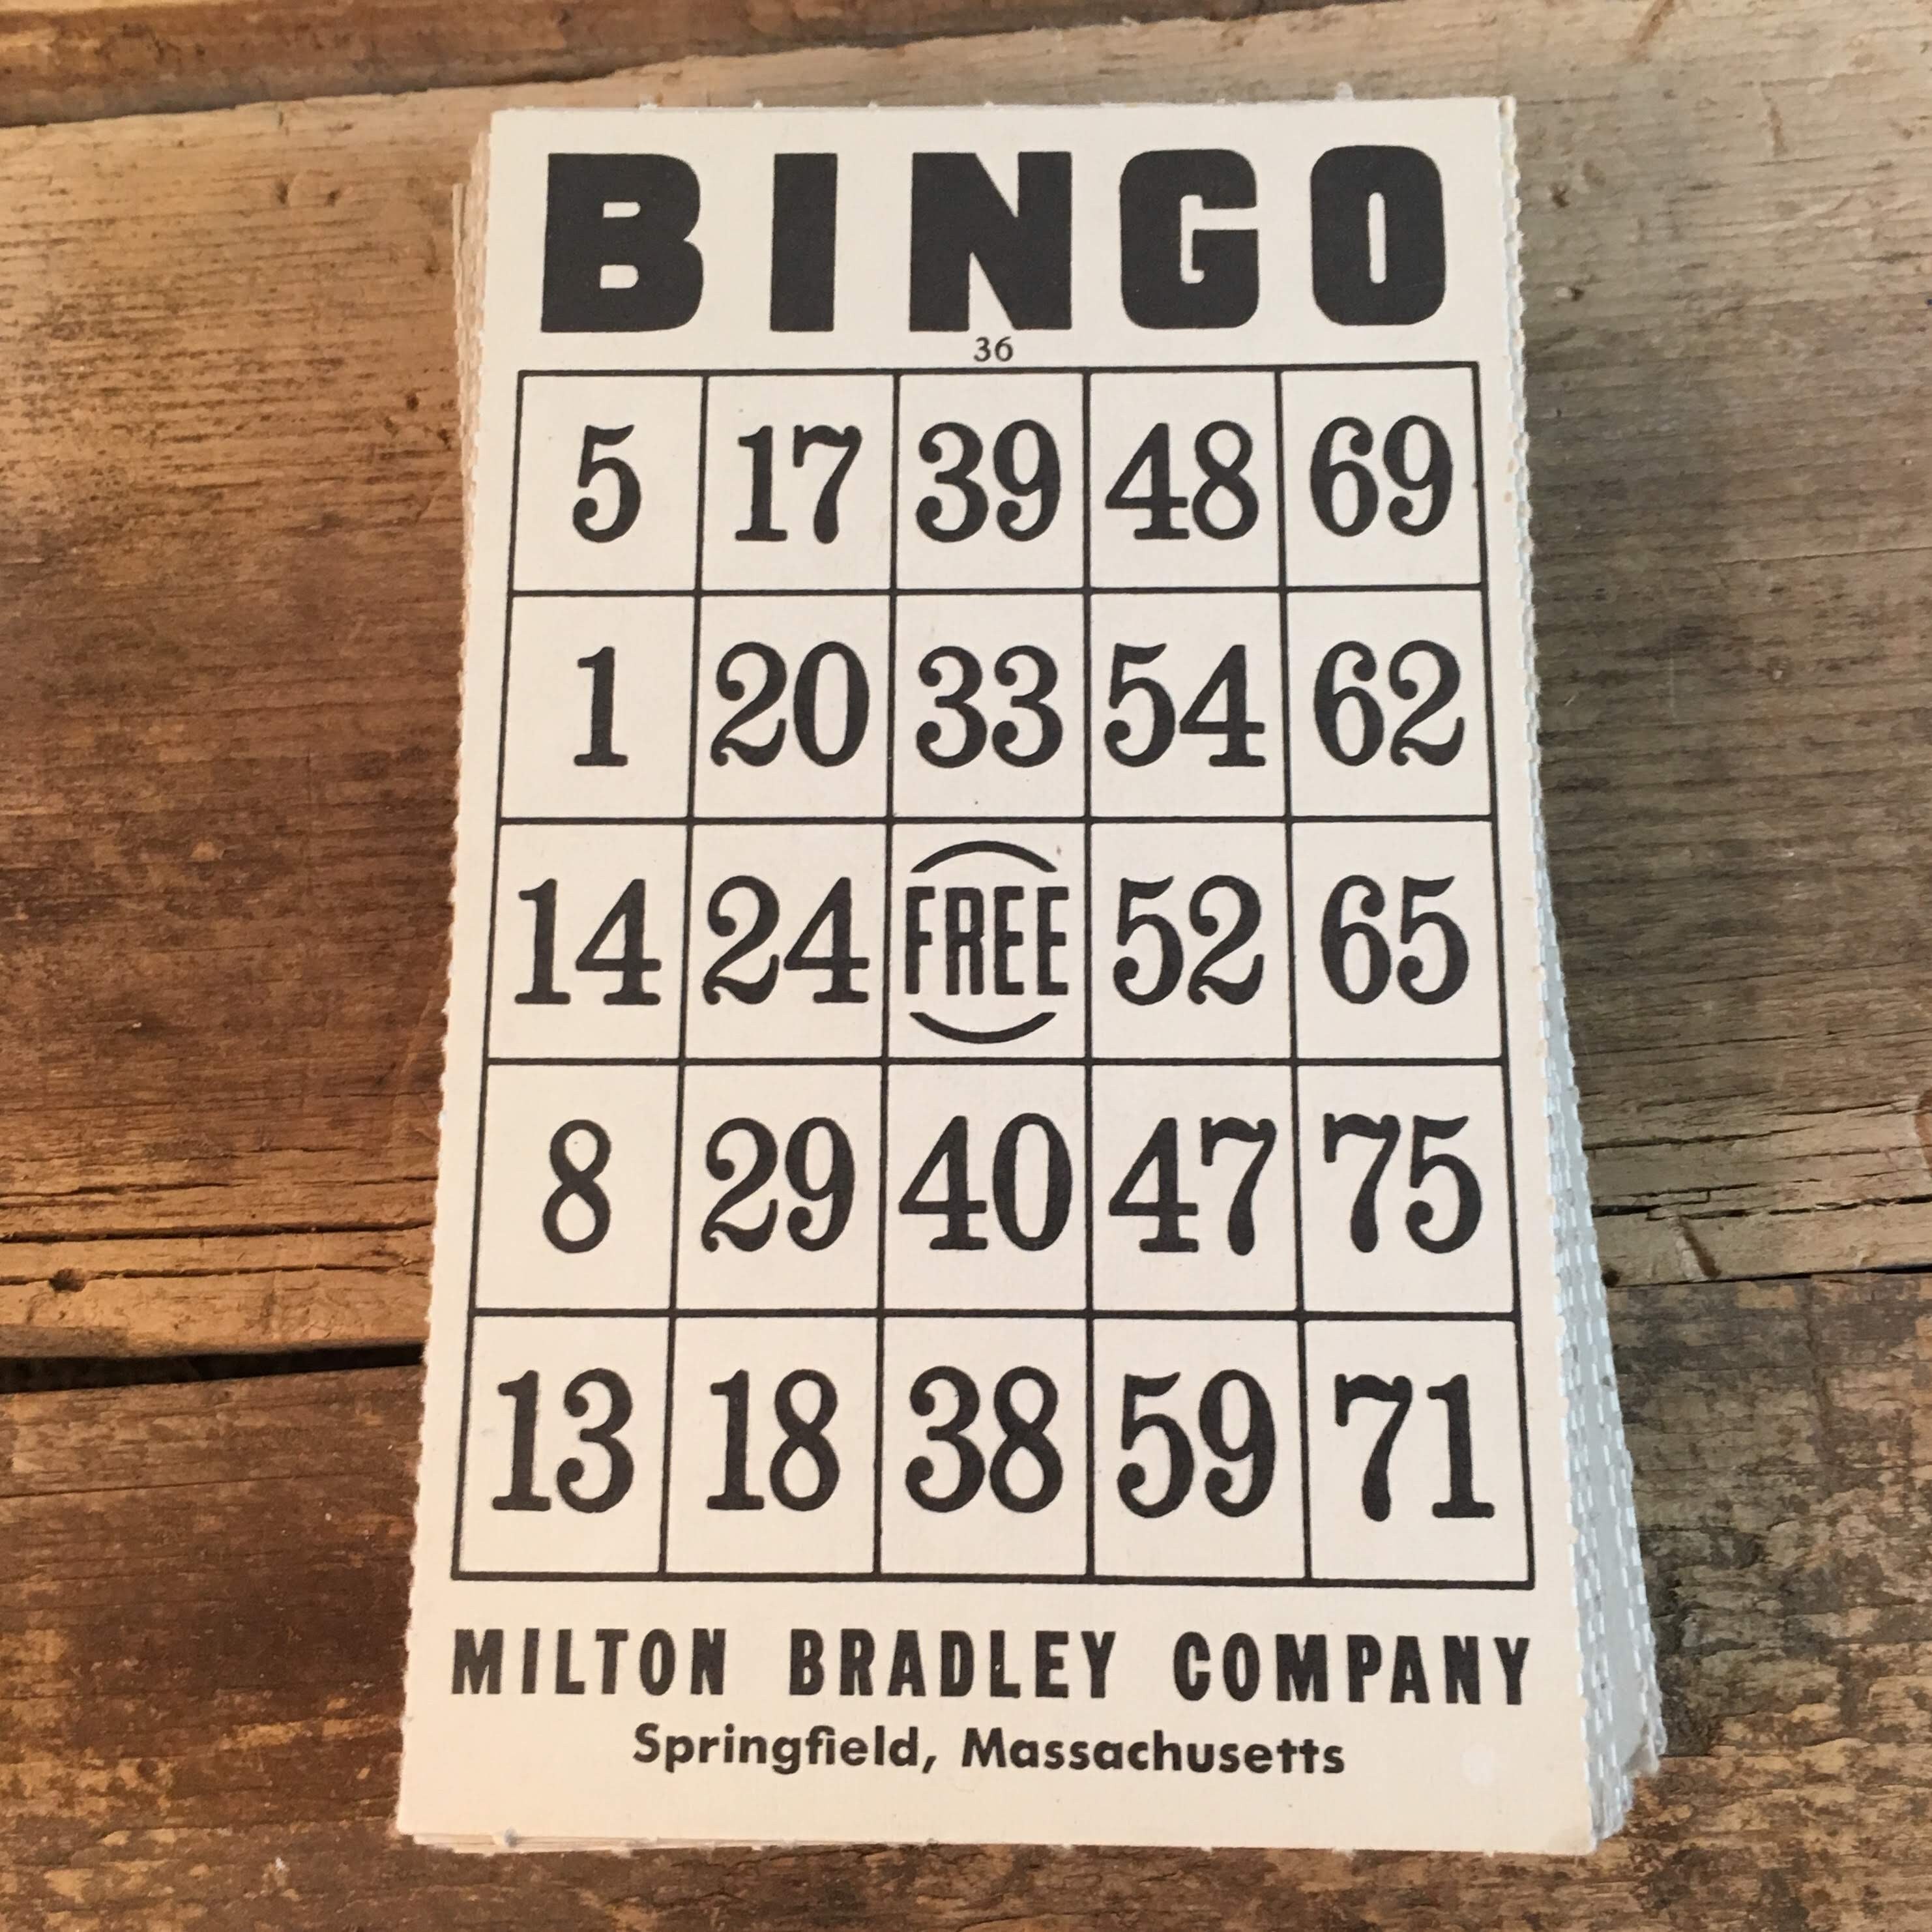 BINGO
36
5 17 39 48 69
1 20 33 54 62
14 24 FREE 52 65
8 29 40 47 75
13 18 38 59 71
MILTON BRADLEY COMPANY
Springfield, Massachusetts